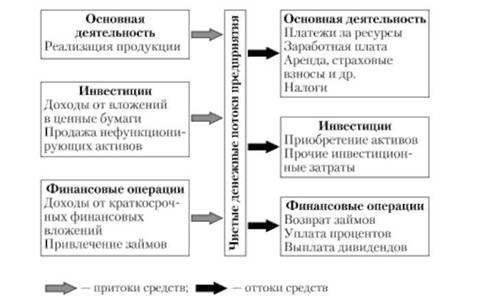 Основная
деятельность
Реализация продукции
Инвестиции
Доходы от вложений
в ценные бумаги
Продажа нефункциони-
рующих активов
Финансовые операции
Доходы от краткосроч-
ных финансовых
вложений
Привлечение займов
Чистые денежные потоки предприятия
Основная деятельность
Платежи за ресурсы
Заработная плата
Аренда, страховые
взносы и др.
Налоги
Инвестиции
Приобретение активов
Прочие инвестицион-
ные затраты
Финансовые операции
Возврат займов
Уплата процентов
Выплата дивидендов
— притоки средств; — оттоки средств